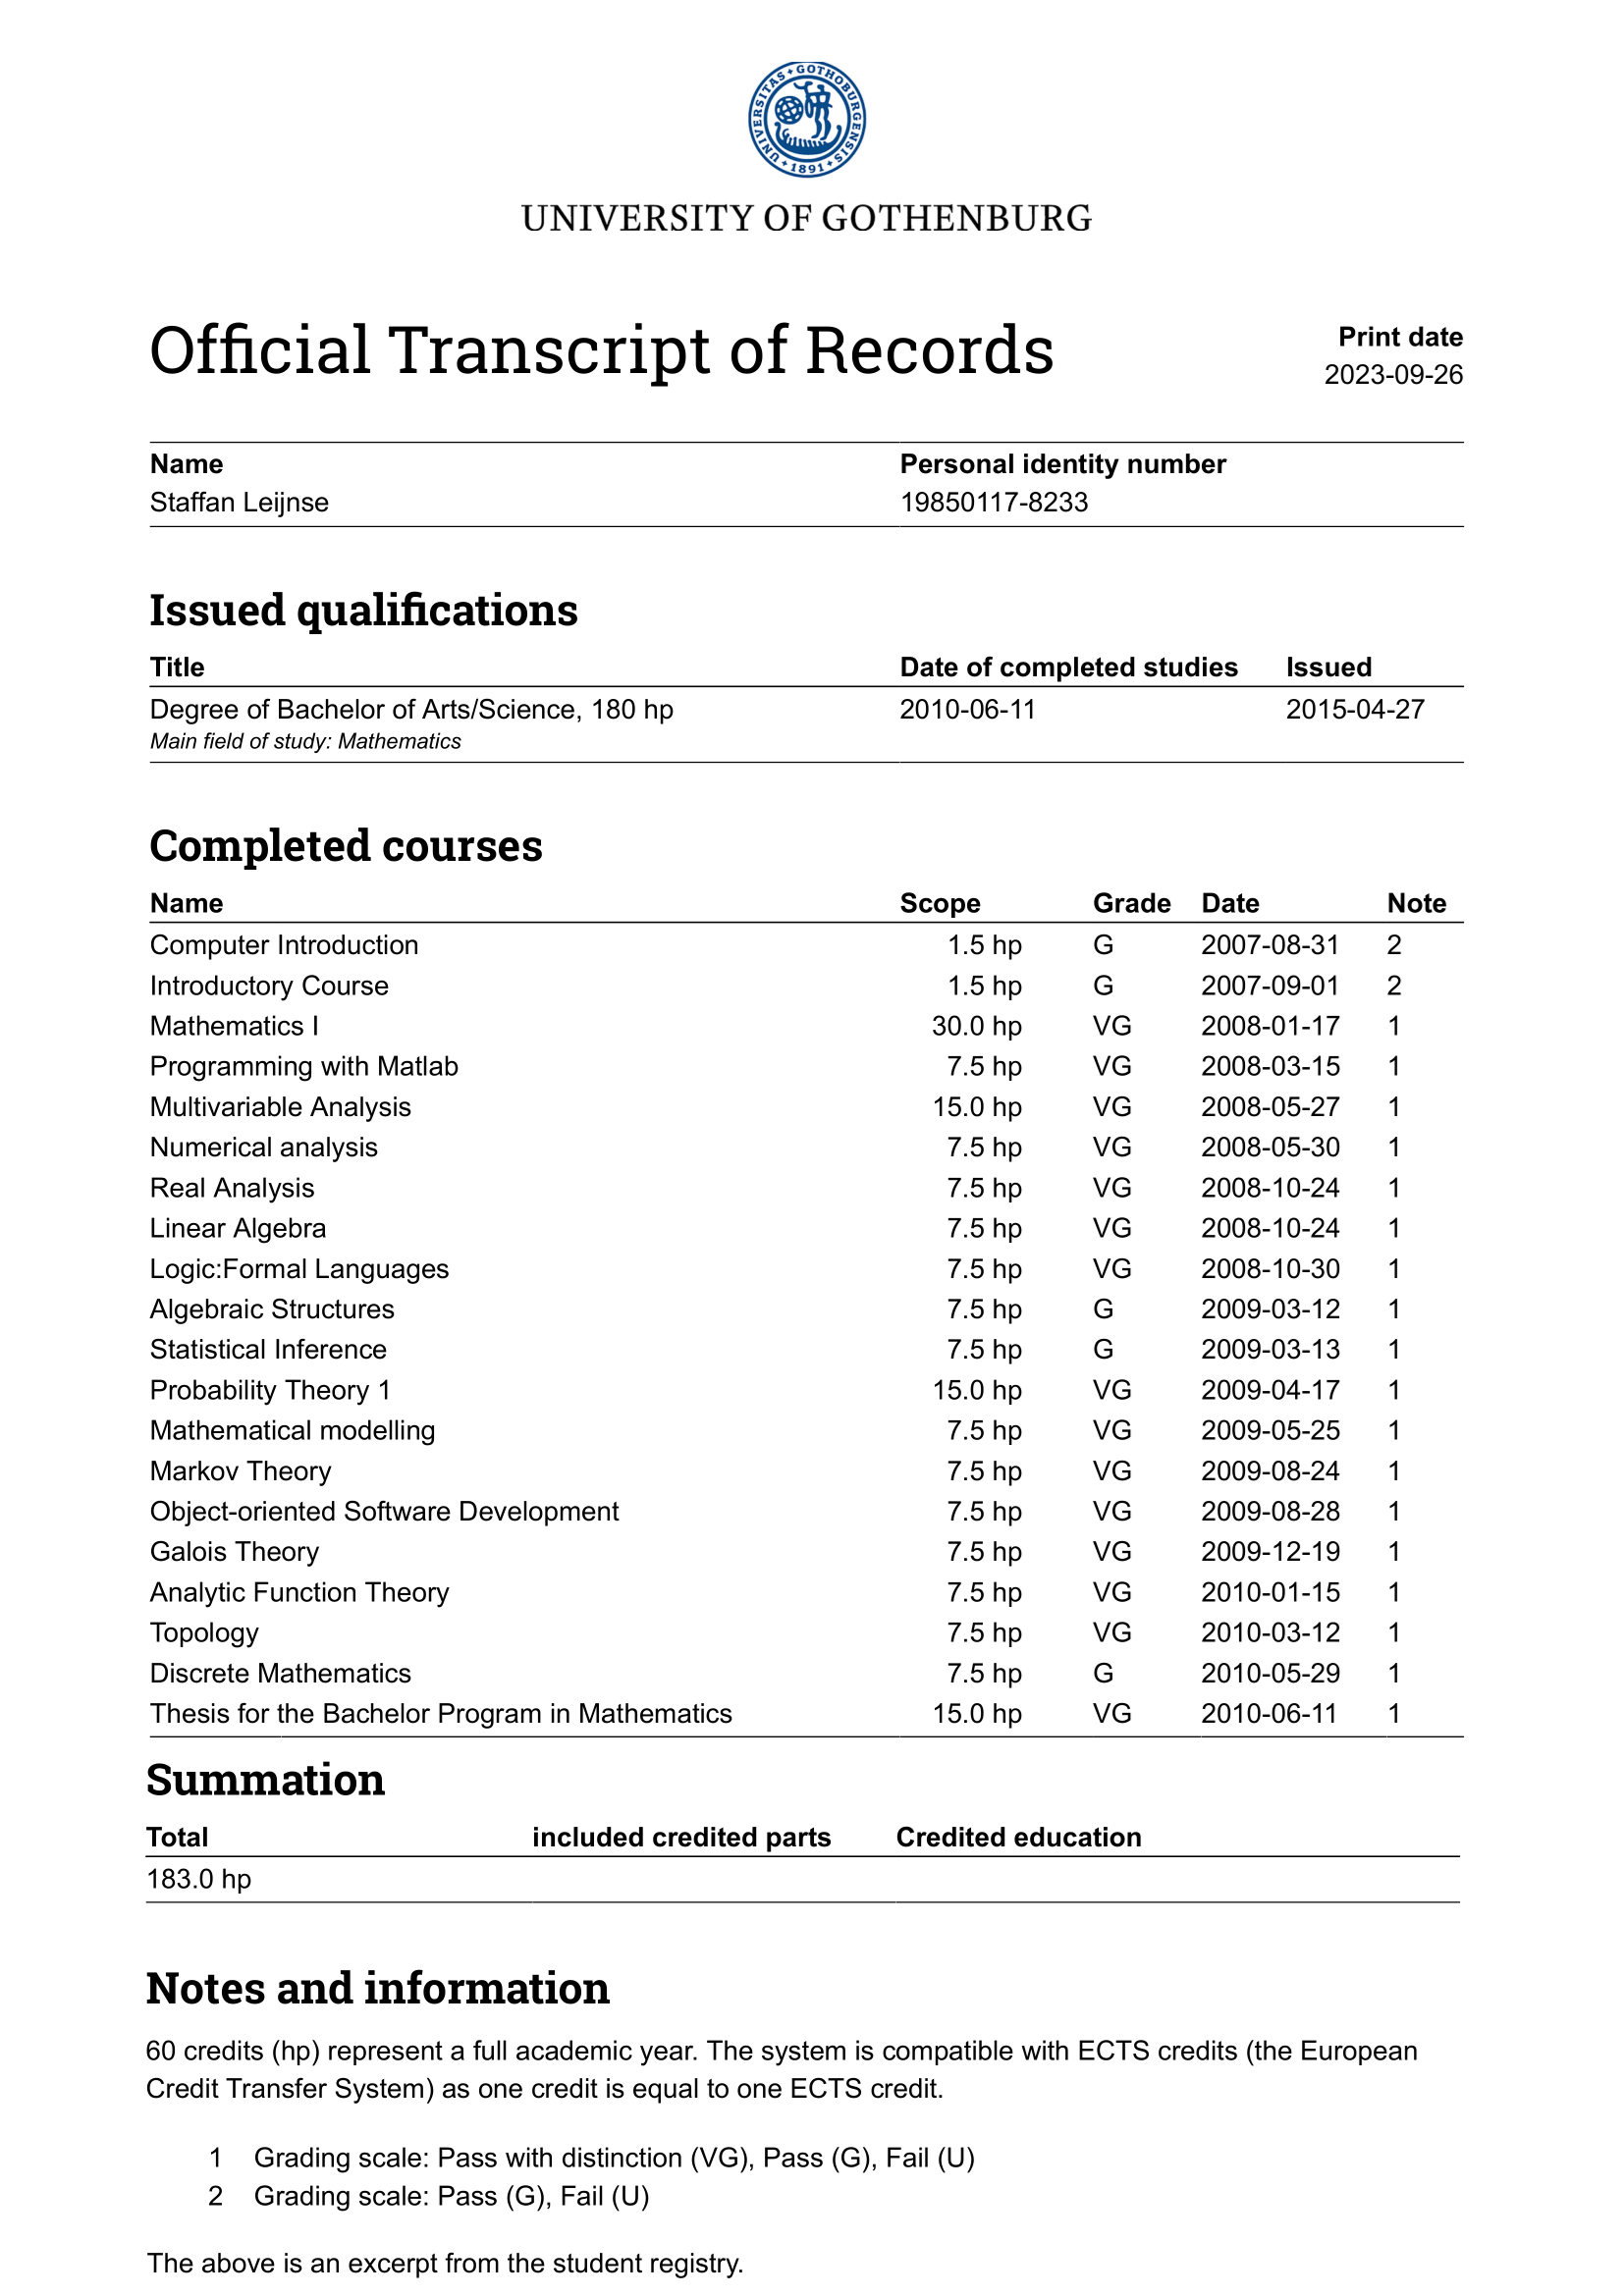 UNIVERSITAS GOTHOBURGENSIS 1891
UNIVERSITY OF GOTHENBURG
Official Transcript of Records
Print date
2023-09-26
Name Personal identity number
Staffan Leijnse 19850117-8233
Issued qualifications
Title Date of completed studies Issued
Degree of Bachelor of Arts/Science, 180 hp 2010-06-11 2015-04-27
Main field of study: Mathematics
Completed courses
Name Scope Grade Date Note
Computer Introduction 1.5 hp G 2007-08-31 2
Introductory Course 1.5 hp G 2007-09-01 2
Mathematics I 30.0 hp VG 2008-01-17 1
Programming with Matlab 7.5 hp VG 2008-03-15 1
Multivariable Analysis 15.0 hp VG 2008-05-27 1
Numerical analysis 7.5 hp VG 2008-05-30 1
Real Analysis 7.5 hp VG 2008-10-24 1
Linear Algebra 7.5 hp VG 2008-10-24 1
Logic:Formal Languages 7.5 hp VG 2008-10-30 1
Algebraic Structures 7.5 hp G 2009-03-12 1
Statistical Inference 7.5 hp G 2009-03-13 1
Probability Theory 1 15.0 hp VG 2009-04-17 1
Mathematical modelling 7.5 hp VG 2009-05-25 1
Markov Theory 7.5 hp VG 2009-08-24 1
Object-oriented Software Development 7.5 hp VG 2009-08-28 1
Galois Theory 7.5 hp VG 2009-12-19 1
Analytic Function Theory 7.5 hp VG 2010-01-15 1
Topology 7.5 hp VG 2010-03-12 1
Discrete Mathematics 7.5 hp G 2010-05-29 1
Thesis for the Bachelor Program in Mathematics 15.0 hp VG 2010-06-11 1
Summation
Total included credited parts Credited education
183.0 hp
Notes and information
60 credits (hp) represent a full academic year. The system is compatible with ECTS credits (the European
Credit Transfer System) as one credit is equal to one ECTS credit.
1 Grading scale: Pass with distinction (VG), Pass (G), Fail (U)
2 Grading scale: Pass (G), Fail (U)
The above is an excerpt from the student registry.